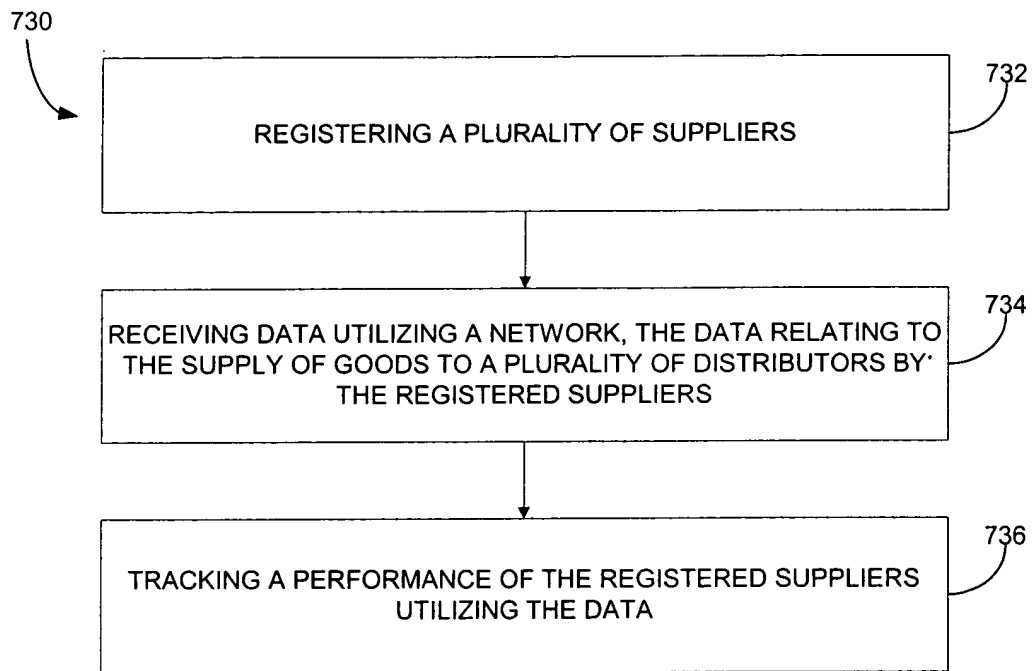 730
732
REGISTERING A PLURALITY OF SUPPLIERS
734
RECEIVING DATA UTILIZING A NETWORK, THE DATA RELATING TO
THE SUPPLY OF GOODS TO A PLURALITY OF DISTRIBUTORS BY
THE REGISTERED SUPPLIERS
736
TRACKING A PERFORMANCE OF THE REGISTERED SUPPLIERS
UTILIZING THE DATA